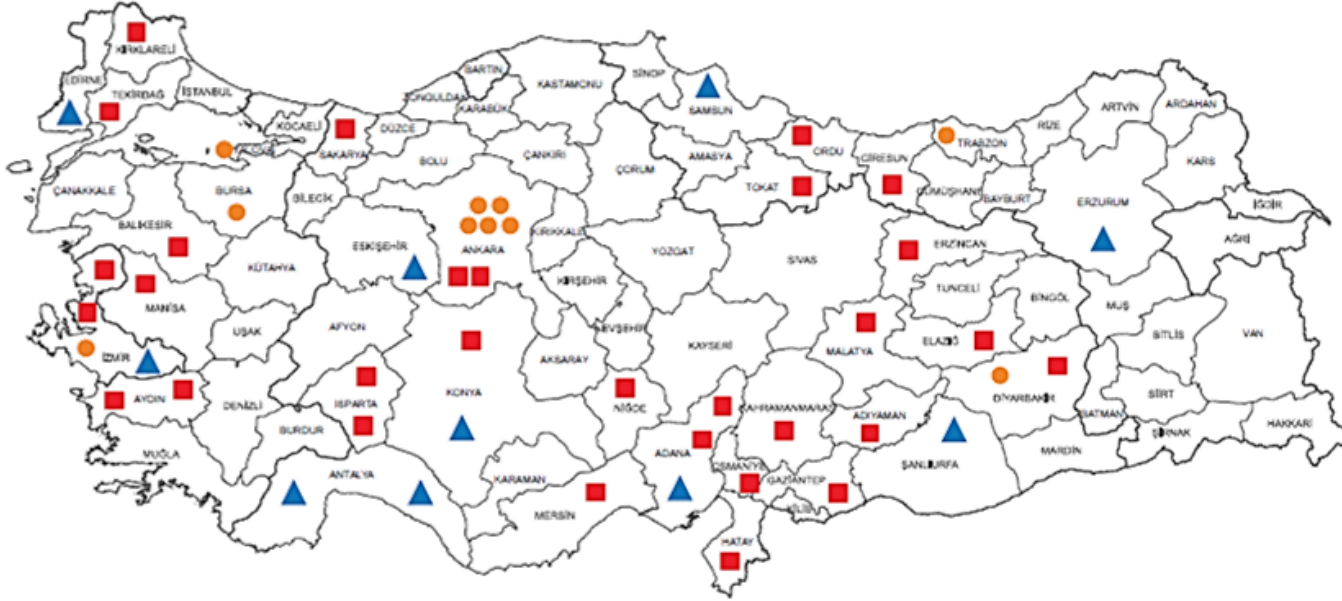 KIRKLARELİ
EDİRNE
TEKİRDAĞ
İSTANBUL
KOCAELİ
SAKARYA
DÜZCE
BOLU
BARTIN
KARABÜK
KASTAMONU
SİNOP
SAMSUN
ÇANKIRI
ÇORUM
AMASYA
TOKAT
ORDU
GİRESUN
TRABZON
GÜMÜŞHANE
BAYBURT
RİZE
ARTVİN
ARDAHAN
KARS
IĞDIR
AĞRI
ERZURUM
ERZİNCAN
ÇANAKKALE
BALIKESİR
BURSA
BİLECİK
ESKİŞEHİR
ANKARA
KIRIKKALE
KIRŞEHİR
YOZGAT
SİVAS
TUNCELİ
BİNGÖL
MUŞ
BİTLİS
VAN
KÜTAHYA
MANİSA
UŞAK
AFYON
İZMİR
AYDIN
DENİZLİ
MUĞLA
BURDUR
ISPARTA
ANTALYA
KONYA
AKSARAY
NİĞDE
KAYSERİ
MALATYA
ELAZIĞ
DİYARBAKIR
BATMAN
SİİRT
ŞIRNAK
HAKKARİ
MARDİN
ŞANLIURFA
ADIYAMAN
KAHRAMANMARAŞ
ADANA
OSMANİYE
GAZİANTEP
KİLİS
HATAY
MERSİN
KARAMAN